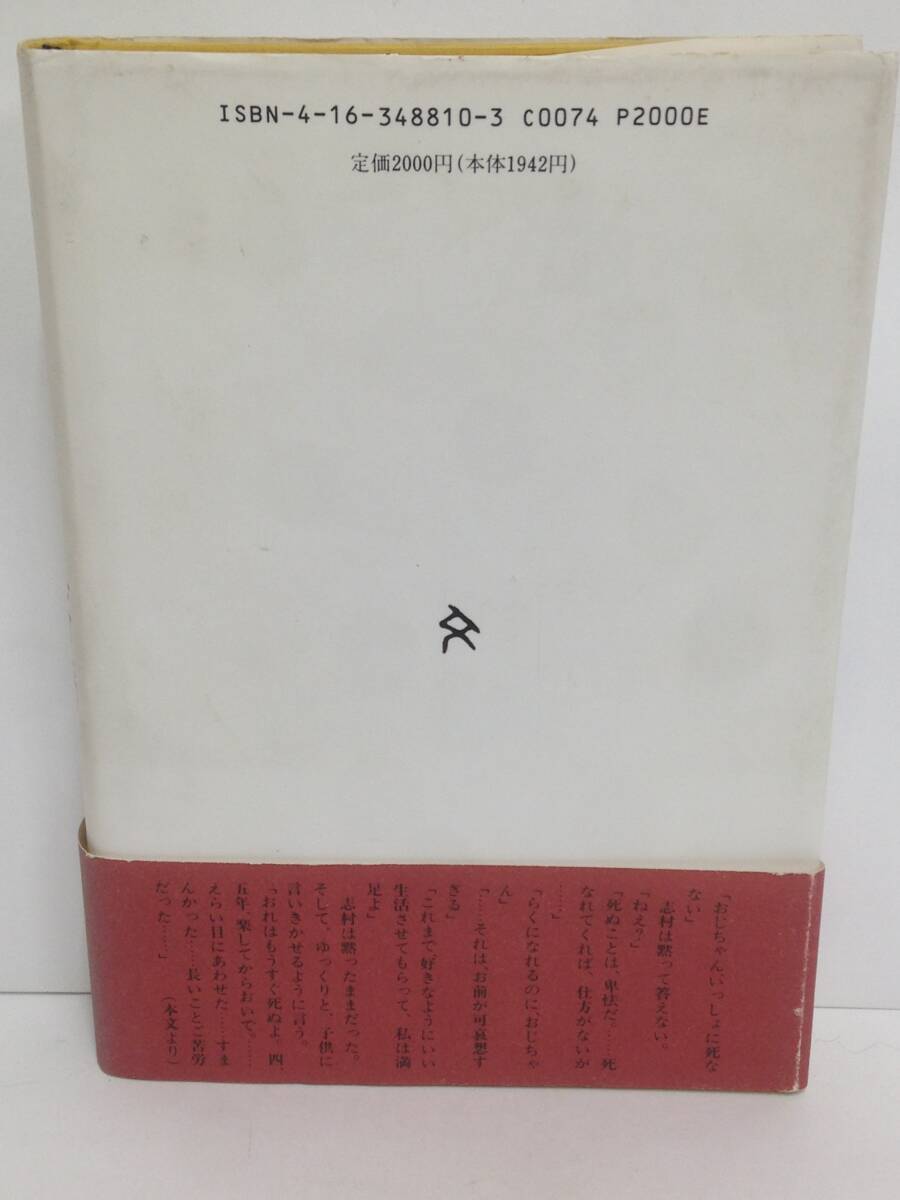 ISBN-4-16-348810-3 C0074 P2000E
定価2000円(本体1942円)
「おじちゃん、いっしょに死な
ない」
志村は黙って答えない。
「ねえ?」
「死ぬことは、卑怯だ。……死
なれてくれば、仕方がないが
……」
「らくになれるのに、おじちゃ
ん」
「……それは、お前が可哀想す
ぎる」
「これまで、好きなようにいい
生活させてもらって、私は満
足よ」
志村は黙ったままだった。
そして、ゆっくりと、子供に
言いきかせるように言う。
「おれはもうすぐ死ぬよ。四、
五年、楽してからおいで。……
えらい目にあわせた……すま
んかった……長いことご苦労
だった……」
(本文より)